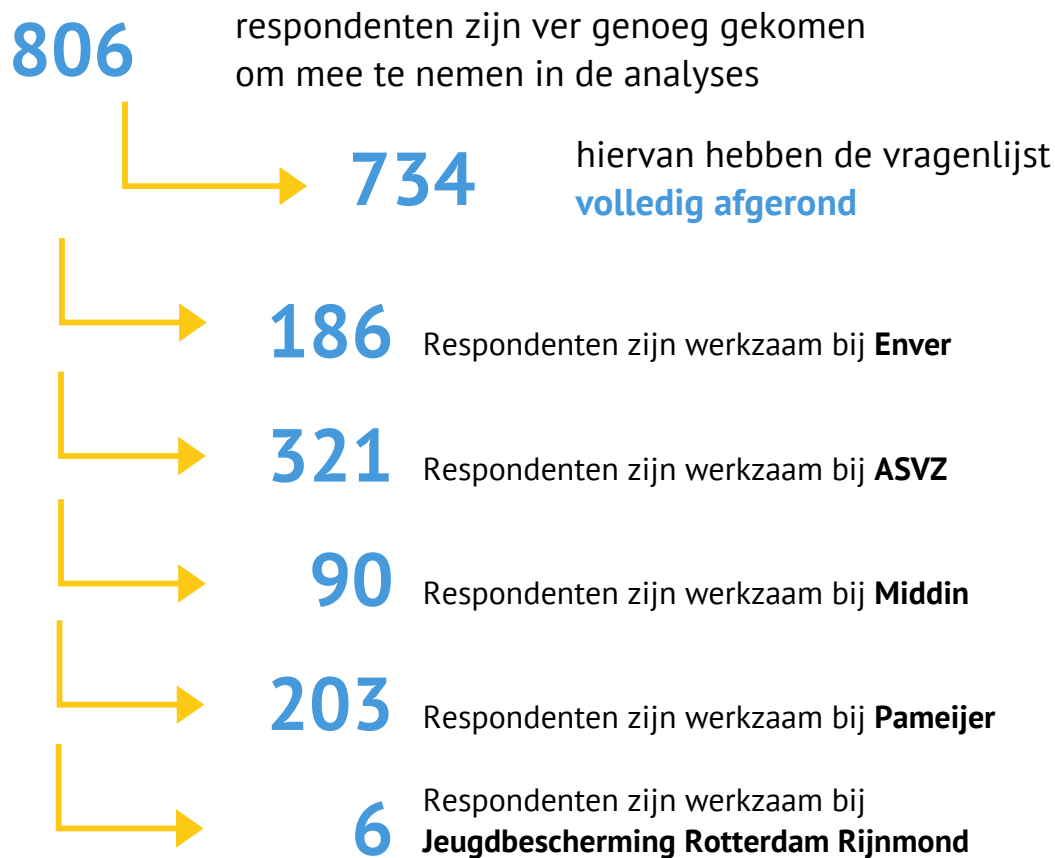 806
respondenten zijn ver genoeg gekomen
om mee te nemen in de analyses
734
hiervan hebben de vragenlijst
volledig afgerond
186
Respondenten zijn werkzaam bij Enver
321
Respondenten zijn werkzaam bij ASVZ
90
Respondenten zijn werkzaam bij Middin
203
Respondenten zijn werkzaam bij Pameijer
6
Respondenten zijn werkzaam bij
Jeugdbescherming Rotterdam Rijnmond